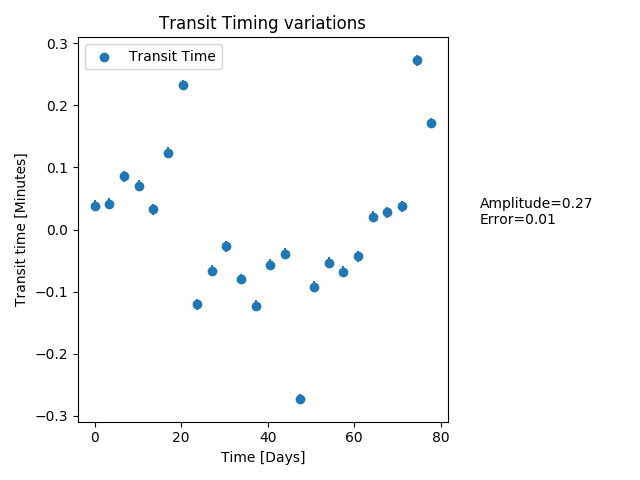 Transit Timing variations
Transit Time
0.3
0.2
0.1
0.0
−0.1
−0.2
−0.3
Transit time [Minutes]
Amplitude=0.27
Error=0.01
0 20 40 60 80
Time [Days]